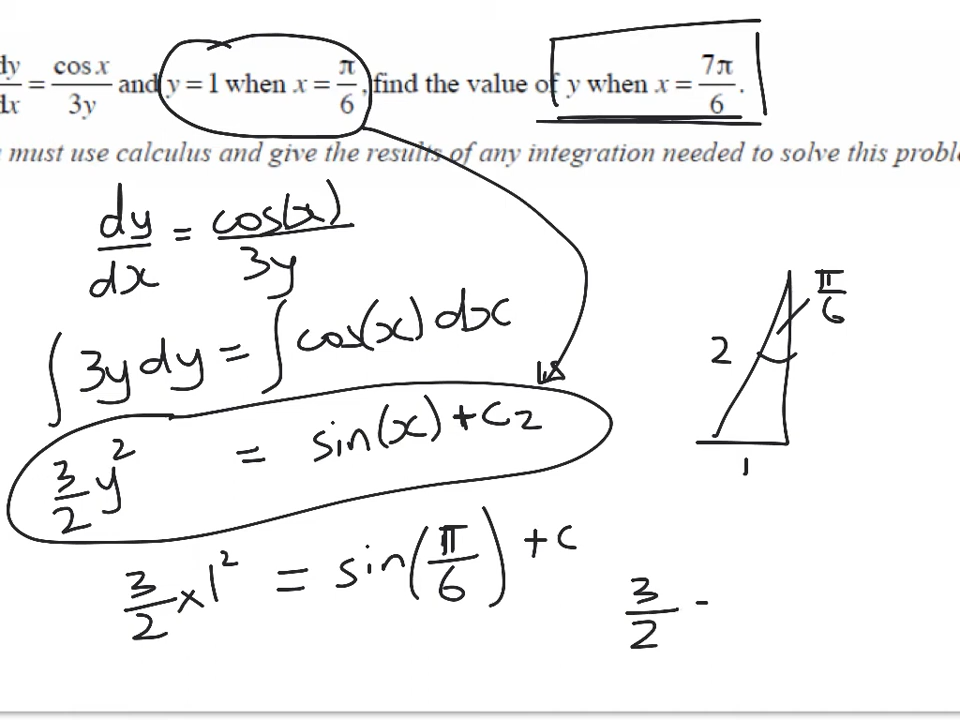 dy/dx = cos x/3y and y = 1 when x = π/6, find the value of y when x = 7π/6.
must use calculus and give the results of any integration needed to solve this proble
dy/dx = cos(x)/3y
∫ 3y dy = ∫ cos(x) dx
3/2 y² = sin(x) + c2
3/2 x 1² = sin(π/6) + c
3/2 -
π/6
2
1